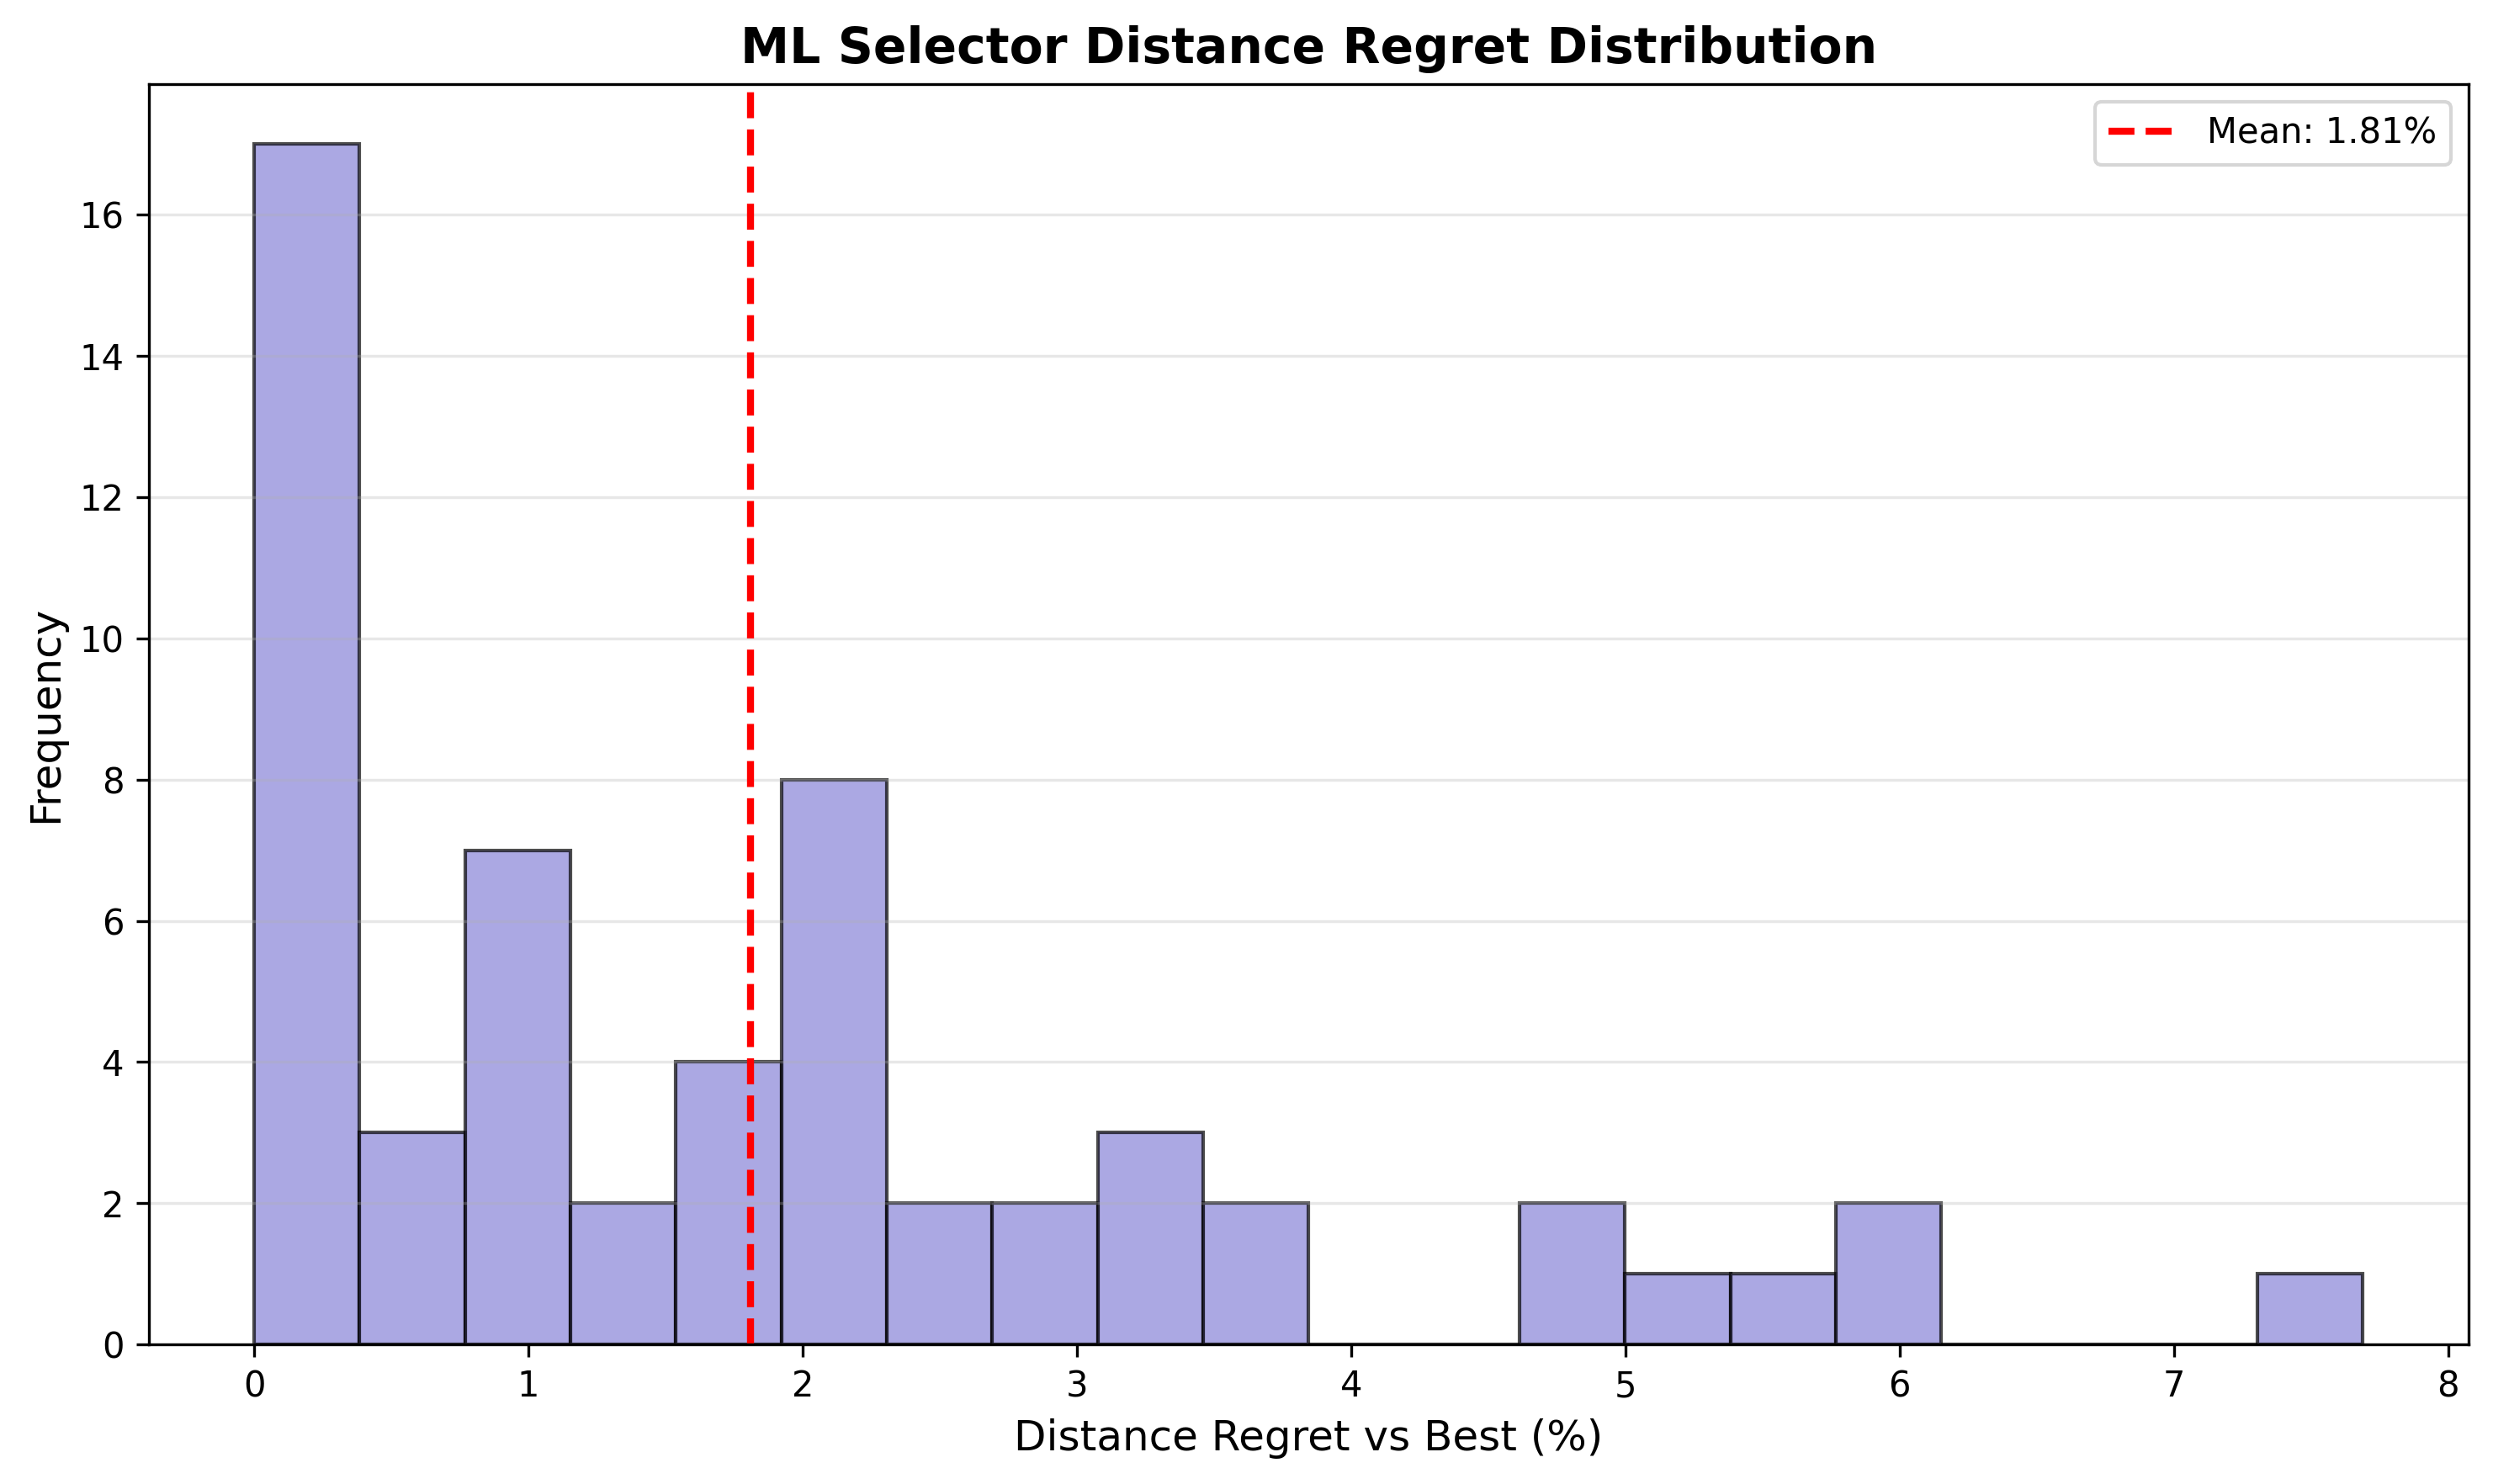 ML Selector Distance Regret Distribution
Mean: 1.81%
Frequency
16
14
12
10
8
6
4
2
0
0 1 2 3 4 5 6 7 8
Distance Regret vs Best (%)